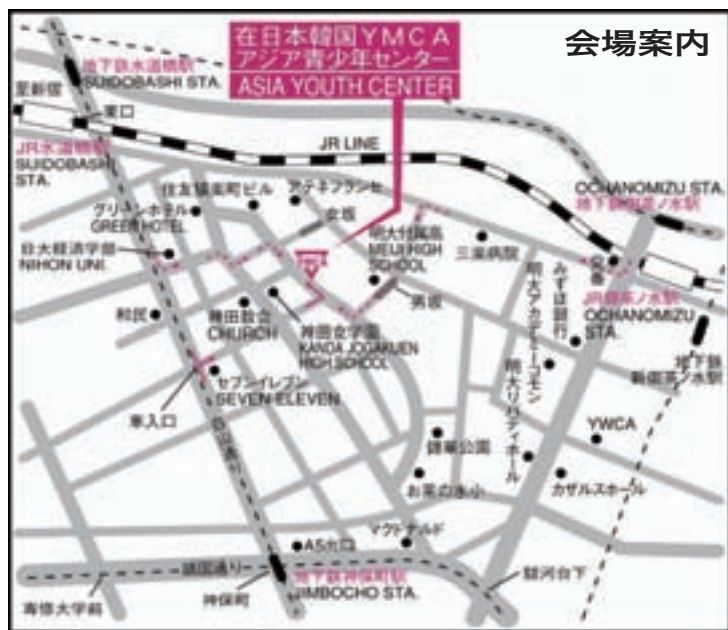 会場案内
在日本韓国YMCA
アジア青少年センター
ASIA YOUTH CENTER
地下鉄水道橋駅
SUIDOBASHI STA.
至新宿
東口
JR LINE
JR水道橋駅
SUIDOBASHI
STA.
住友猿楽町ビル
アテネフランセ
女坂
グリーンホテル
GREEN HOTEL
日大経済学部
NIHON UNI.
明大付属高
MEIJI HIGH
SCHOOL
三楽病院
OCHANOMIZU STA.
地下鉄御茶ノ水駅
交番
JR御茶ノ水駅
OCHANOMIZU
STA.
地下鉄
新御茶ノ水駅
みずほ銀行
明大アカデミーコモン
明大リバティホール
男坂
和民
神田教会
CHURCH
神田女学園
KANDA JOGAKUEN
HIGH SCHOOL
セブンイレブン
SEVEN-ELEVEN
車入口
白山通り
錦華公園
お茶の水小
YWCA
カザルスホール
A5出口
マクドナルド
靖国通り
地下鉄神保町駅
JIMBOCHO STA.
神保町
専修大学前
駿河台下